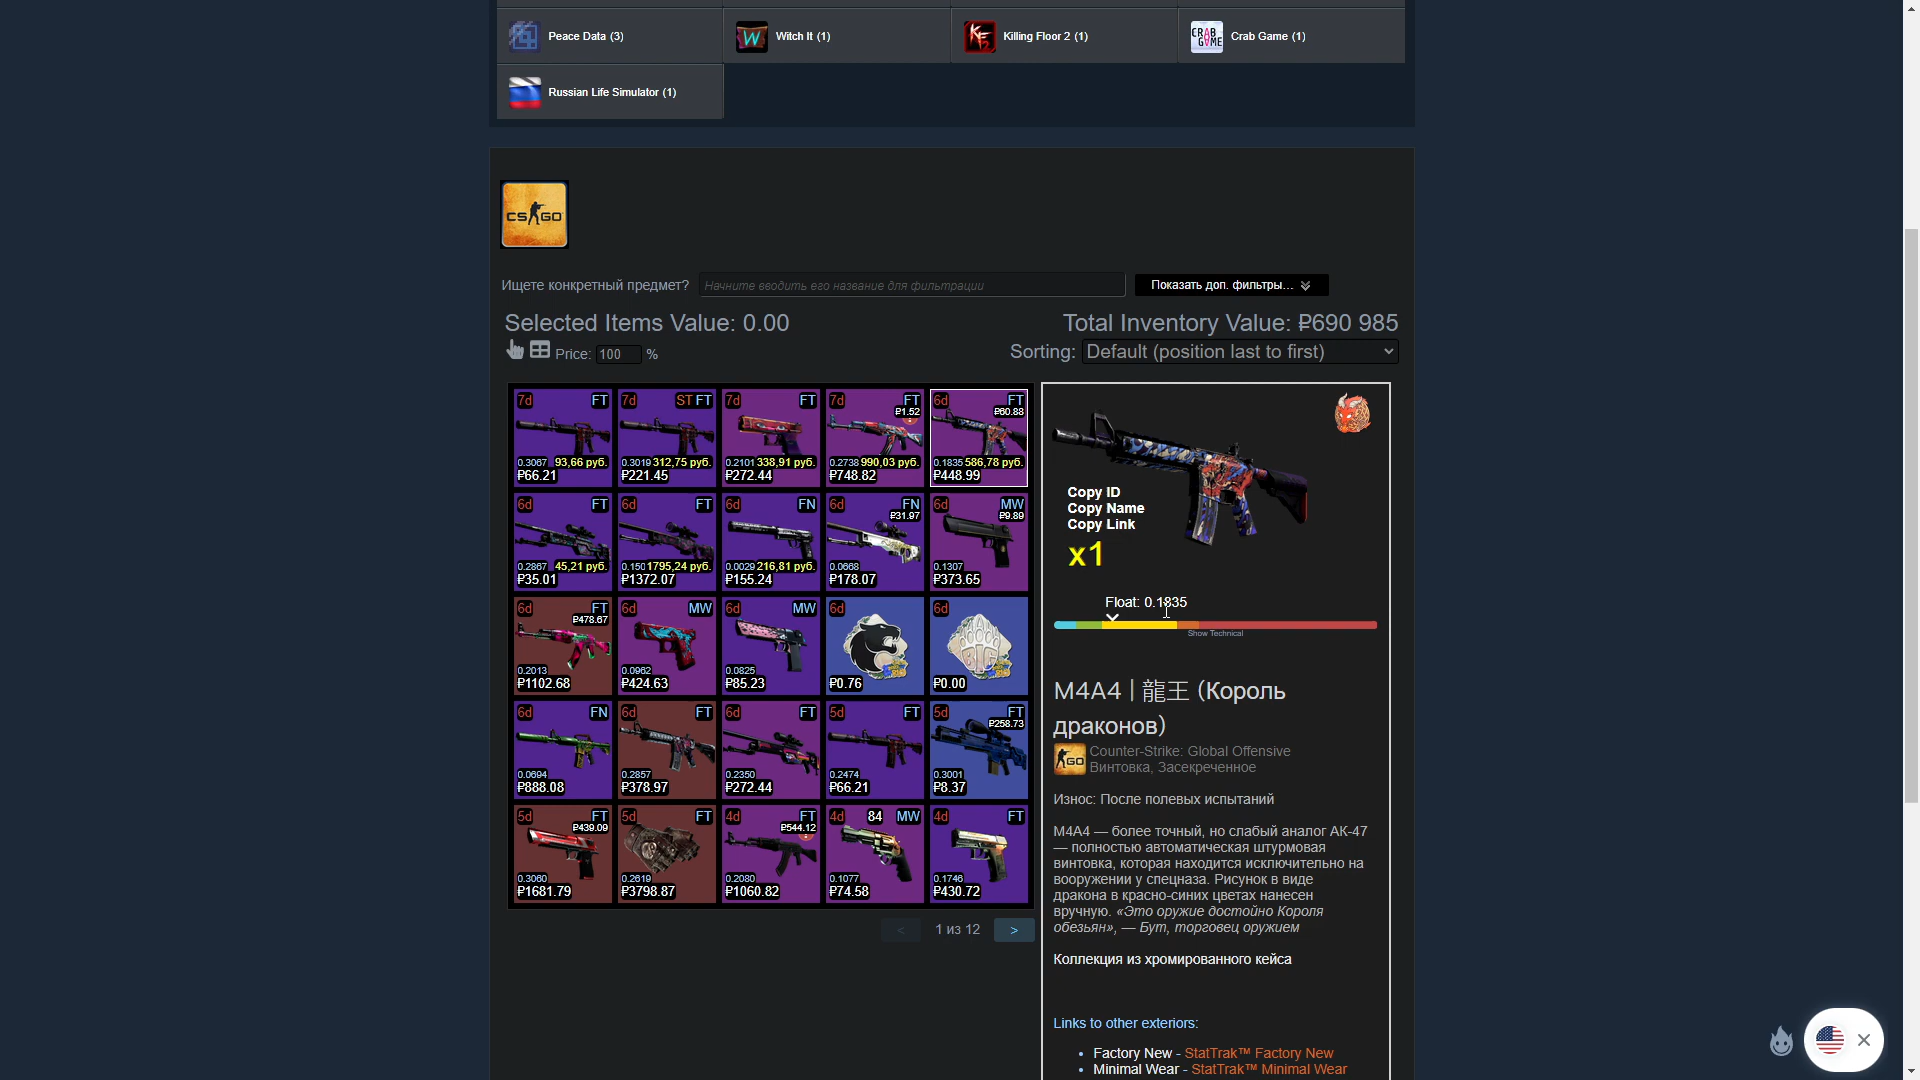 Peace Data (3)
Witch It (1)
Killing Floor 2 (1)
CRAB GAME
Crab Game (1)
Russian Life Simulator (1)
CS GO
Ищете конкретный предмет?
Начните вводить его название для фильтрации
Показать доп. фильтры...
Selected Items Value: 0.00
Total Inventory Value: ₽690 985
Price: 100 %
Sorting: Default (position last to first)
7d FT
0.3067 93,66 руб.
₽66.21
7d ST FT
0.3019 312,75 руб.
₽221.45
7d FT
0.2101 338,91 руб.
₽272.44
7d FT
₽1.52
0.2738 990,03 руб.
₽748.82
6d FT
₽60.88
0.1835 586,78 руб.
₽448.99
6d FT
0.2867 45,21 руб.
₽35.01
6d FT
0.150 1795,24 руб.
₽1372.07
6d FN
0.0029 216,81 руб.
₽155.24
6d FN
₽31.97
0.0668
₽178.07
6d MW
₽9.89
0.1307
₽373.65
6d FT
₽478.67
0.2013
₽1102.68
6d MW
0.0962
₽424.63
6d MW
0.0825
₽85.23
6d
₽0.76
6d
₽0.00
6d FN
0.0694
₽888.08
6d FT
0.2857
₽378.97
6d FT
0.2350
₽272.44
5d FT
0.2474
₽66.21
5d FT
₽258.73
0.3001
₽8.37
5d FT
₽439.09
0.3060
₽1681.79
5d FT
0.2619
₽3798.87
4d FT
₽544.12
0.2080
₽1060.82
4d 84 MW
0.1077
₽74.58
4d FT
0.1746
₽430.72
< 1 из 12 >
Copy ID
Copy Name
Copy Link
x1
Float: 0.1835
Show Technical
M4A4 | 龍王 (Король
драконов)
Counter-Strike: Global Offensive
Винтовка, Засекреченное
Износ: После полевых испытаний
M4A4 — более точный, но слабый аналог AK-47
— полностью автоматическая штурмовая
винтовка, которая находится исключительно на
вооружении у спецназа. Рисунок в виде
дракона в красно-синих цветах нанесен
вручную. «Это оружие достойно Короля
обезьян», — Бут, торговец оружием
Коллекция из хромированного кейса
Links to other exteriors:
Factory New - StatTrak™ Factory New
Minimal Wear - StatTrak™ Minimal Wear